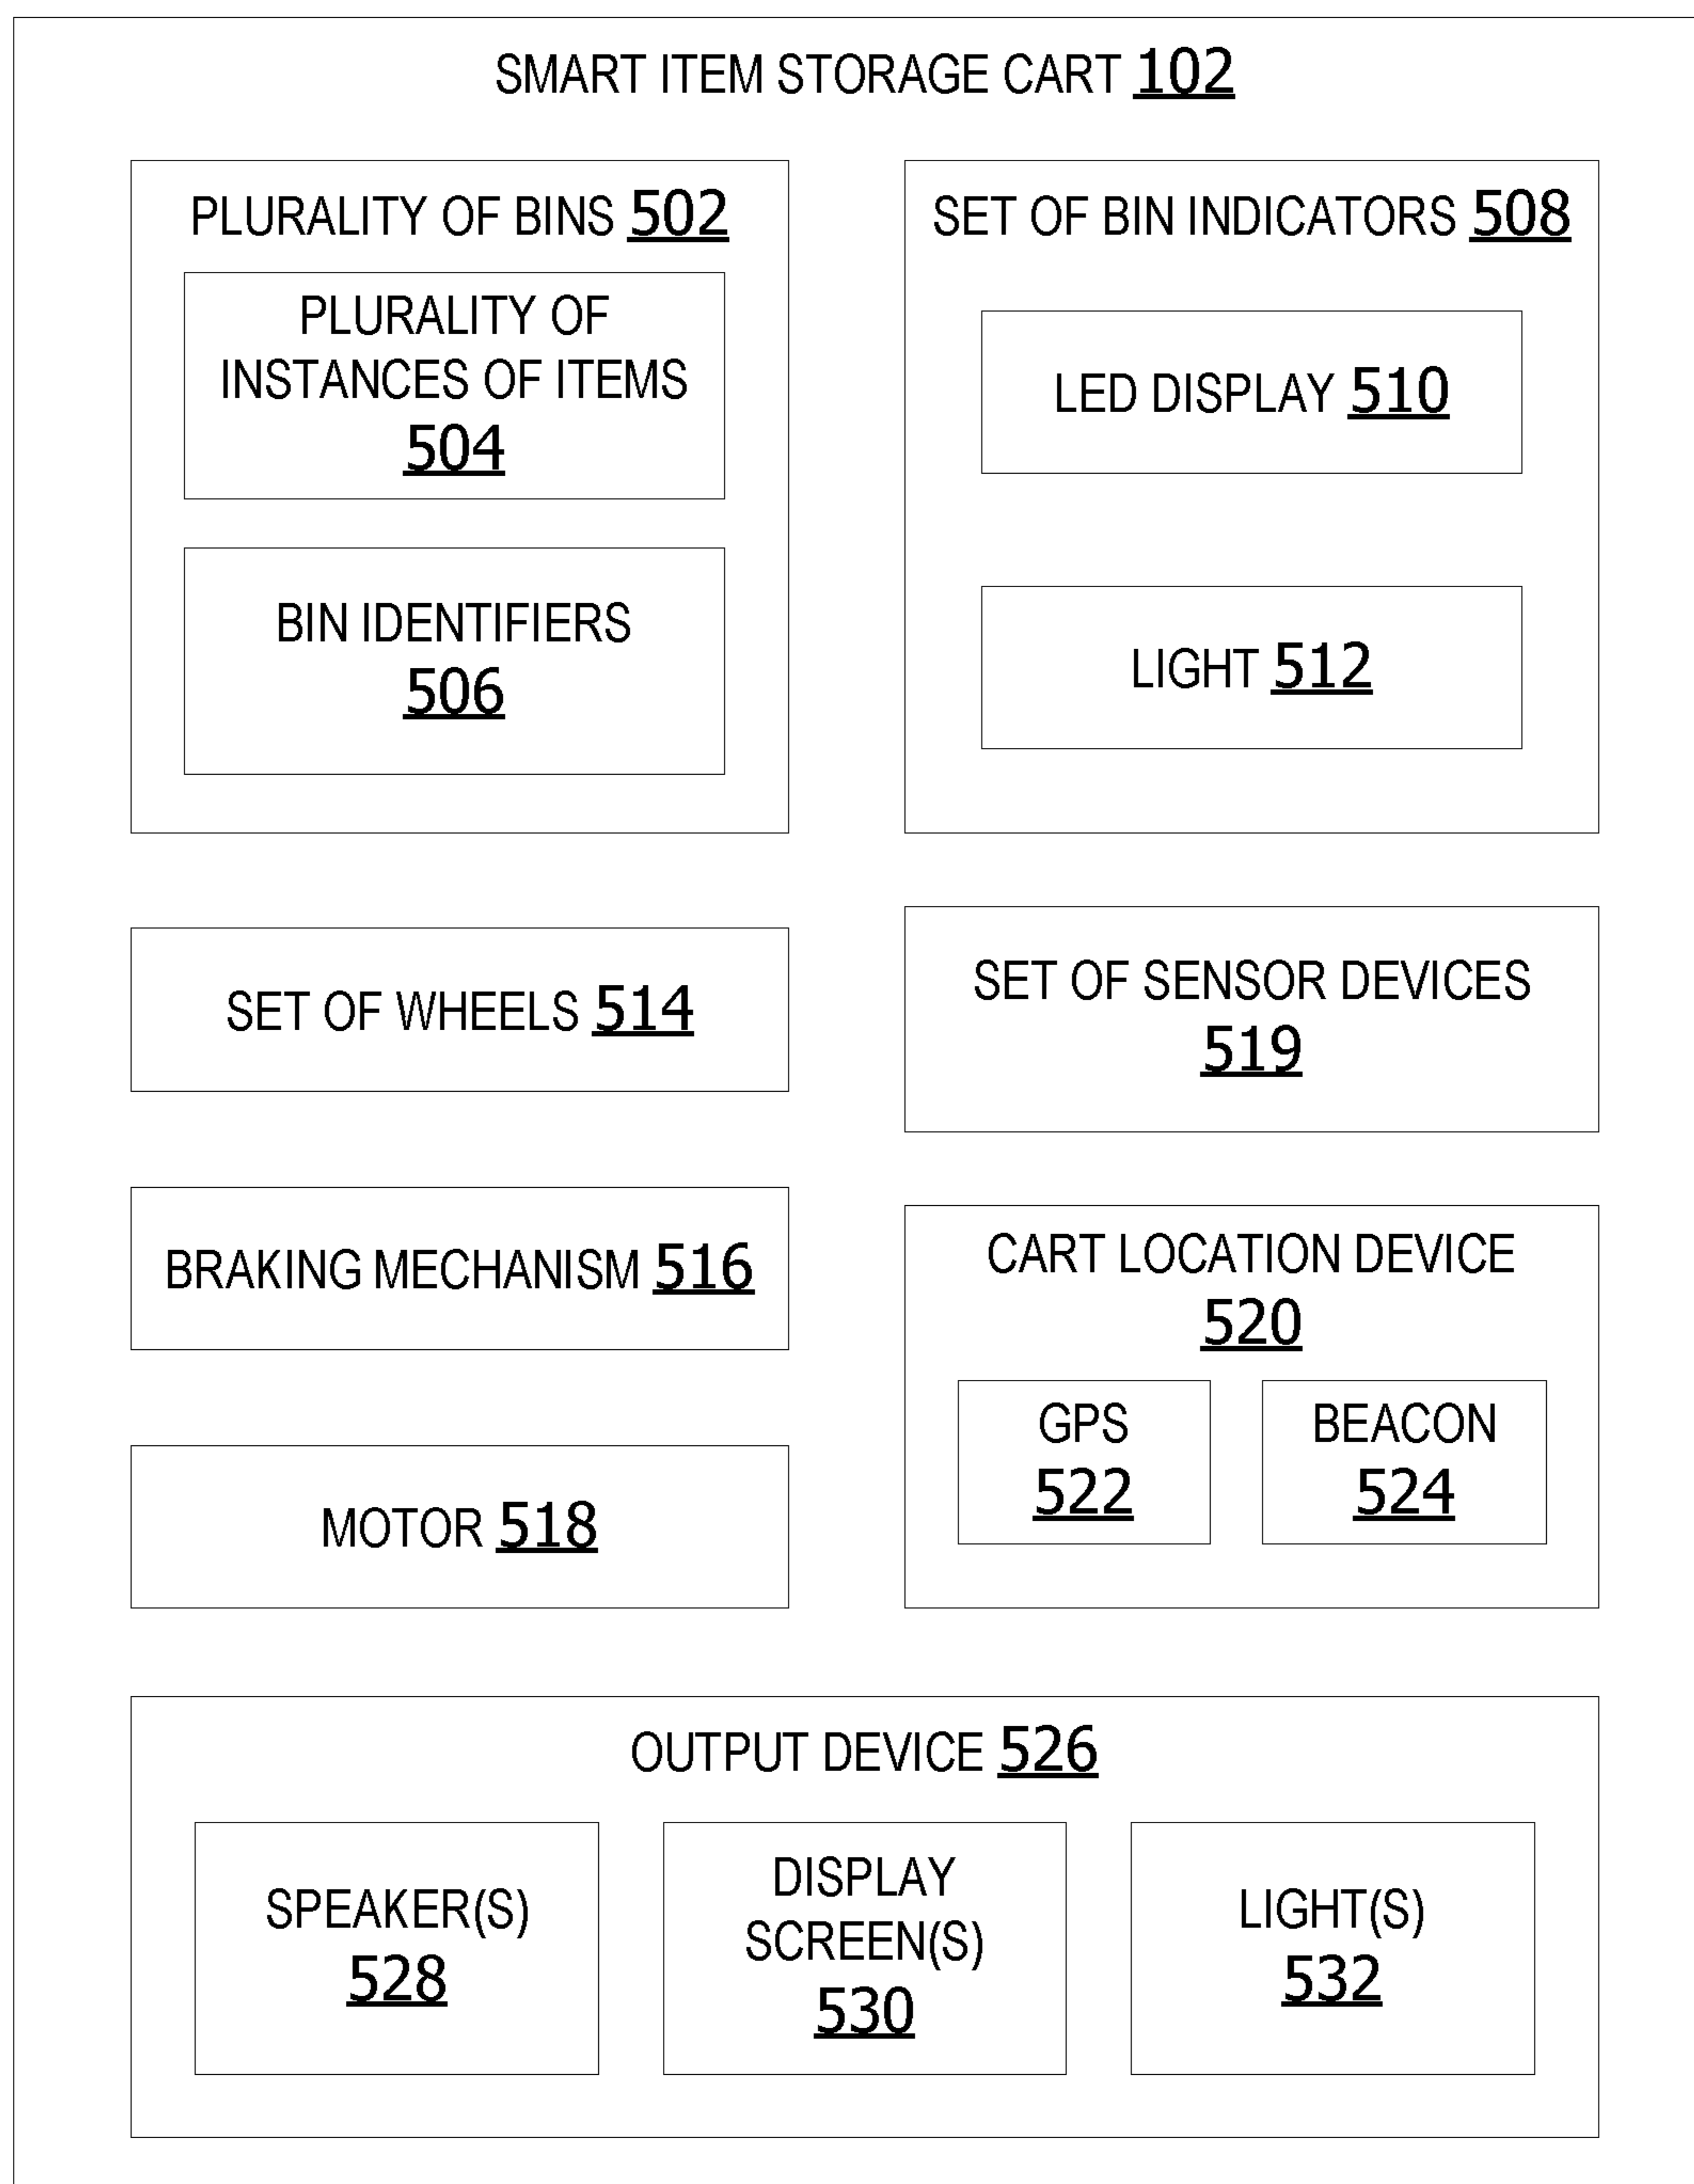 SMART ITEM STORAGE CART 102
PLURALITY OF BINS 502
PLURALITY OF
INSTANCES OF ITEMS
504
BIN IDENTIFIERS
506
SET OF BIN INDICATORS 508
LED DISPLAY 510
LIGHT 512
SET OF WHEELS 514
SET OF SENSOR DEVICES
519
BRAKING MECHANISM 516
CART LOCATION DEVICE
520
GPS
522
BEACON
524
MOTOR 518
OUTPUT DEVICE 526
SPEAKER(S)
528
DISPLAY
SCREEN(S)
530
LIGHT(S)
532